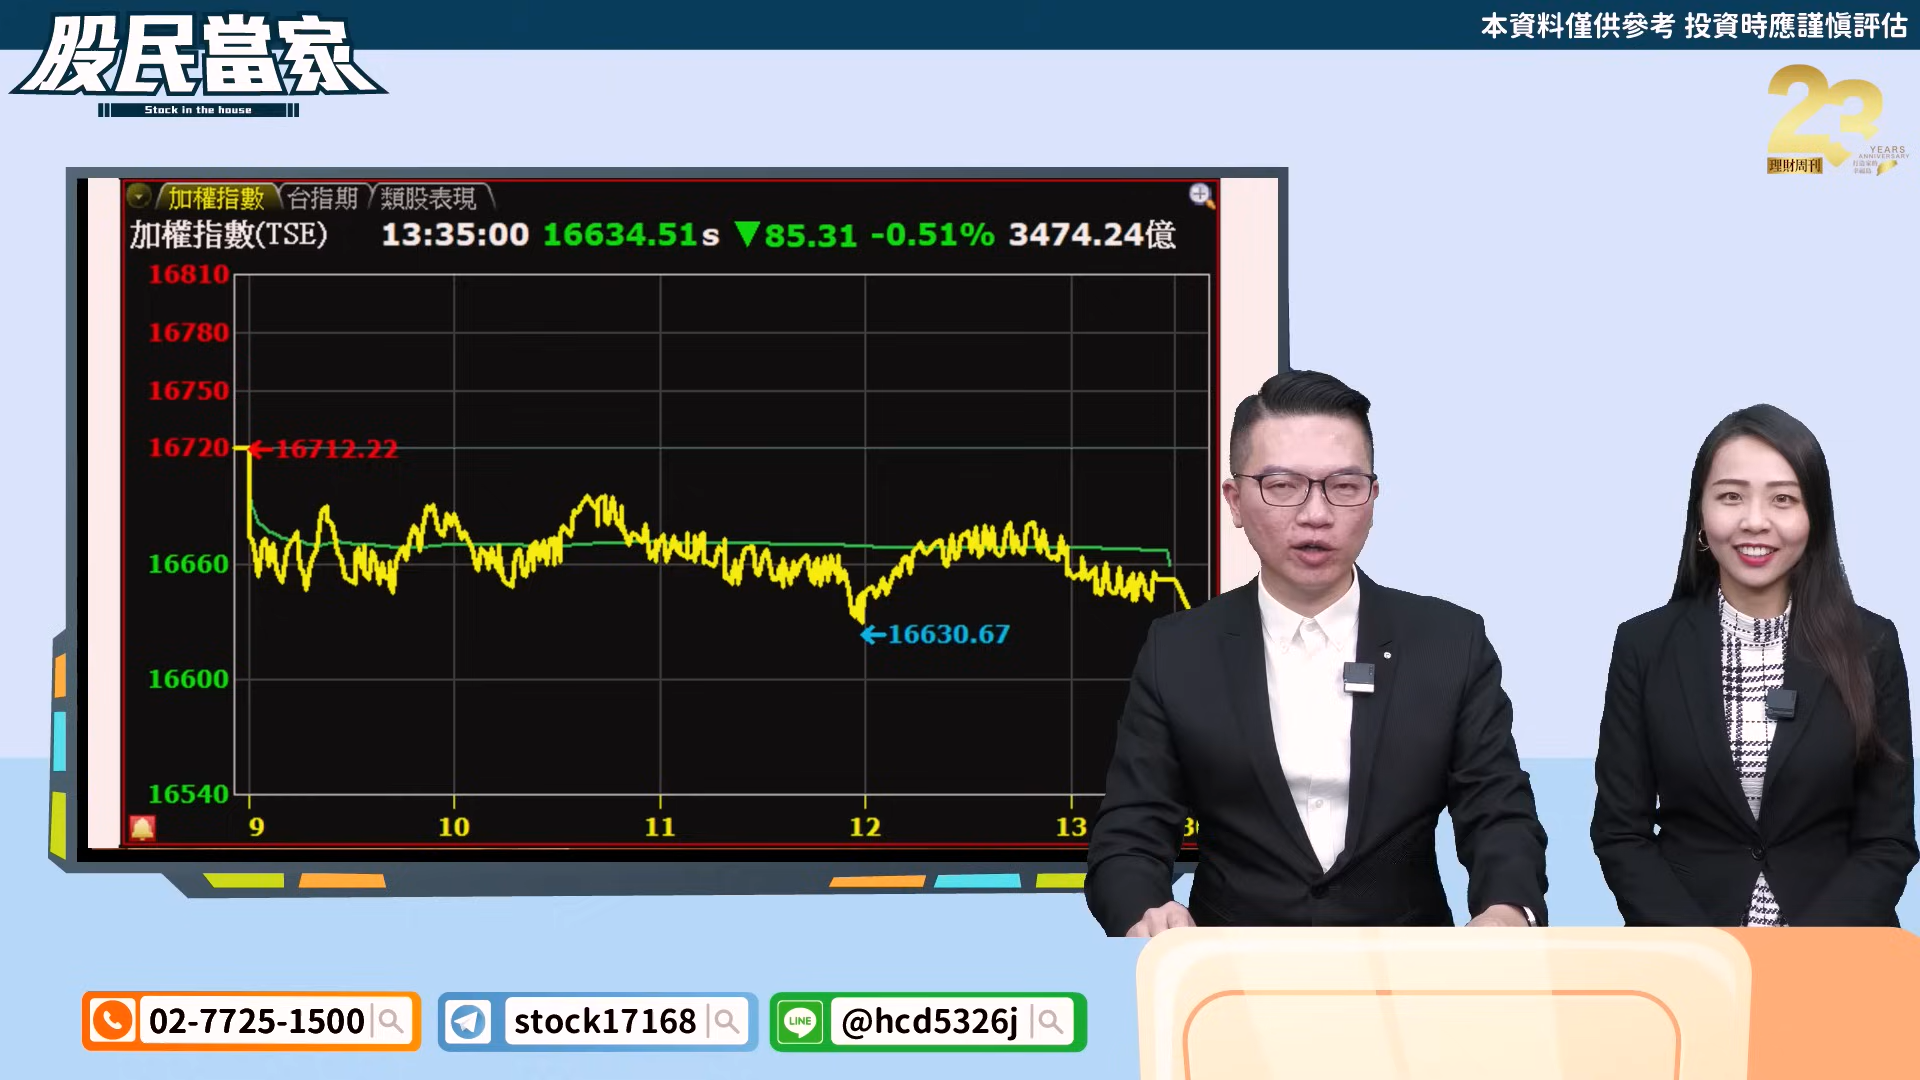 股民當家
Stock in the house
本資料僅供參考 投資時應謹慎評估
23
YEARS
ANNIVERSARY
理財周刊
加權指數 台指期 類股表現
加權指數(TSE) 13:35:00 16634.51s ▼85.31 -0.51% 3474.24億
16810
16780
16750
16720
←16712.22
16660
←16630.67
16600
16540
9 10 11 12 13
02-7725-1500
stock17168
LINE
@hcd5326j